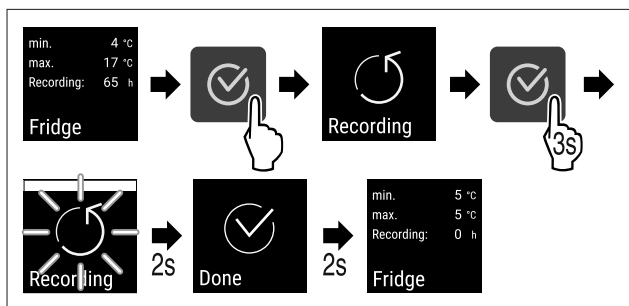 min. 4 °C
max. 17 °C
Recording: 65 h
Fridge
Recording
3s
Recording
2s
Done
2s
min. 5 °C
max. 5 °C
Recording: 0 h
Fridge